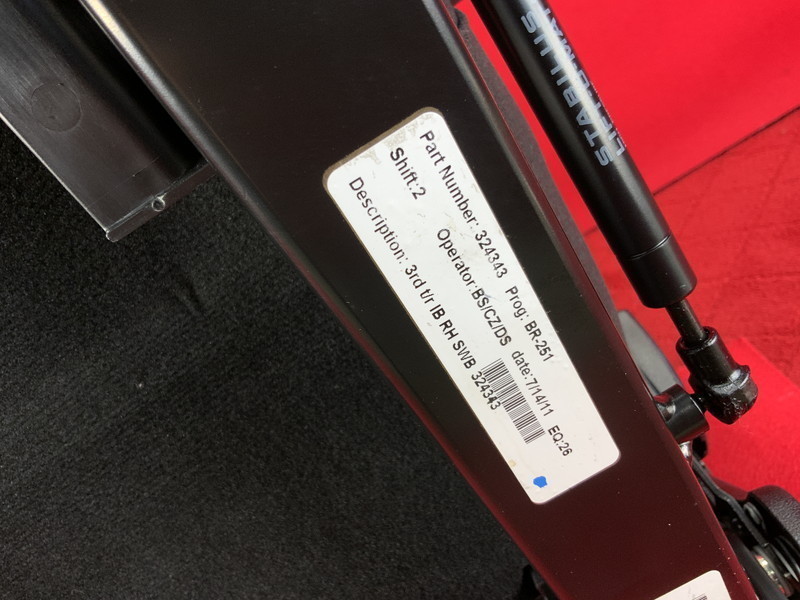 Part Number: 324343 Prog: BR-251
Shift:2 Operator:BS/CZ/DS date:7/14/11 EQ:26
Description: 3rd t/r IB RH SWB 324343
STABILUS